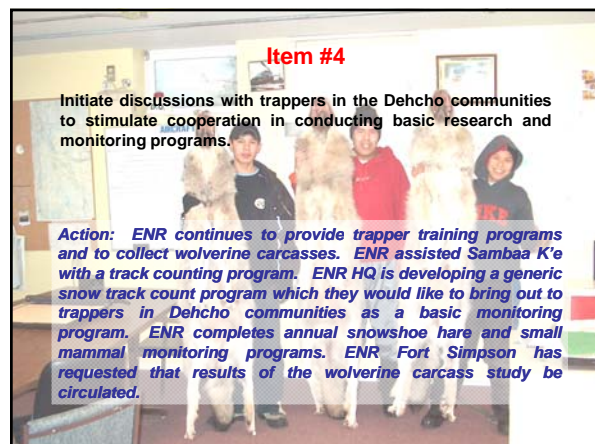 Item #4
Initiate discussions with trappers in the Dehcho communities
to stimulate cooperation in conducting basic research and
monitoring programs.
AIRCRAFT
Action: ENR continues to provide trapper training programs
and to collect wolverine carcasses. ENR assisted Sambaa K'e
with a track counting program. ENR HQ is developing a generic
snow track count program which they would like to bring out to
trappers in Dehcho communities as a basic monitoring
program. ENR completes annual snowshoe hare and small
mammal monitoring programs. ENR Fort Simpson has
requested that results of the wolverine carcass study be
circulated.